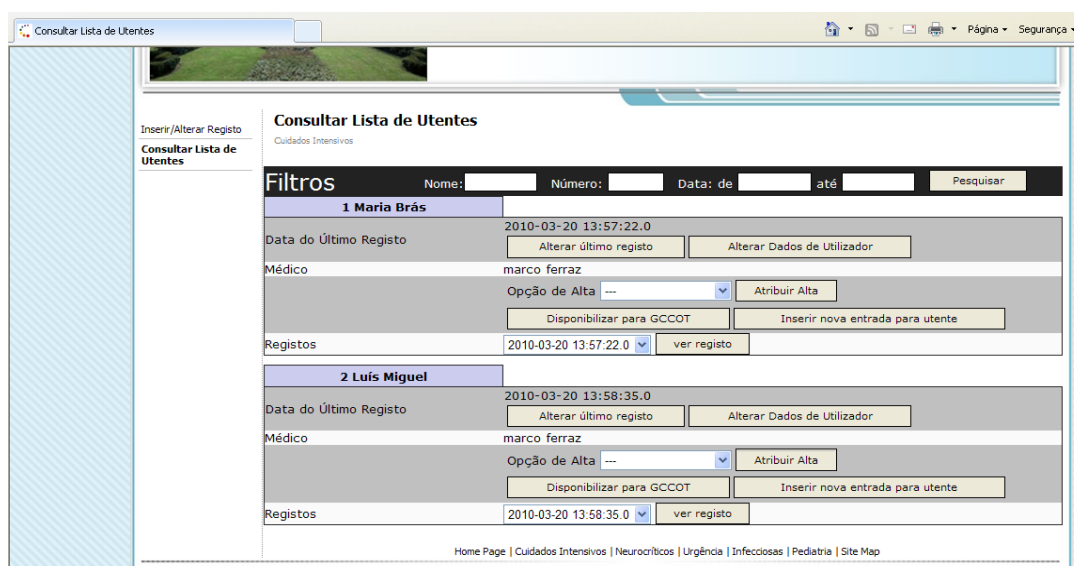 Consultar Lista de Utentes
Página Segurança
Inserir/Alterar Registo
Consultar Lista de
Utentes
Consultar Lista de Utentes
Cuidados Intensivos
Filtros Nome: Número: Data: de até Pesquisar
1 Maria Brás
Data do Último Registo
2010-03-20 13:57:22.0
Alterar último registo Alterar Dados de Utilizador
Médico marco ferraz
Opção de Alta --- Atribuir Alta
Disponibilizar para GCCOT Inserir nova entrada para utente
Registos 2010-03-20 13:57:22.0 ver registo
2 Luís Miguel
Data do Último Registo
2010-03-20 13:58:35.0
Alterar último registo Alterar Dados de Utilizador
Médico marco ferraz
Opção de Alta --- Atribuir Alta
Disponibilizar para GCCOT Inserir nova entrada para utente
Registos 2010-03-20 13:58:35.0 ver registo
Home Page | Cuidados Intensivos | Neurocríticos | Urgência | Infecciosas | Pediatria | Site Map